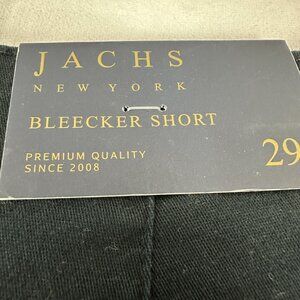 JACHS
NEW YORK
BLEECKER SHORT
PREMIUM QUALITY
SINCE 2008
29